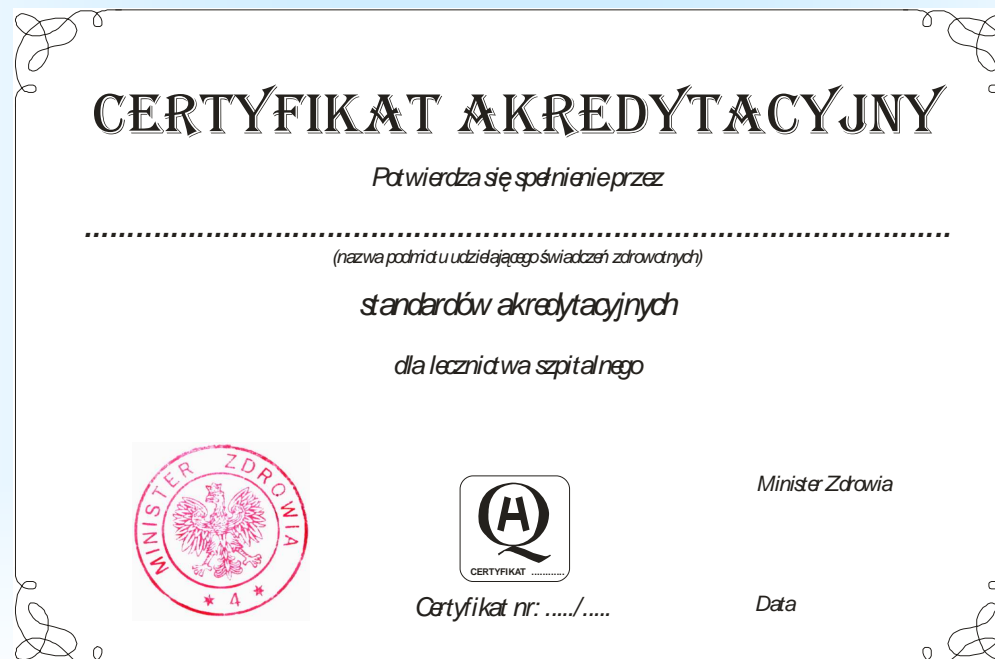 CERTYFIKAT AKREDYTACYJNY
Potwierdza się spełnienie przez
.....................................................................................................
(nazwa podmiotu udzielającego świadczeń zdrowotnych)
standardów akredytacyjnych
dla lecznictwa szpitalnego
MINISTER ZDROWIA
* 4 *
HQ
CERTYFIKAT ............
Certyfikat nr: ...../.....
Minister Zdrowia
Data